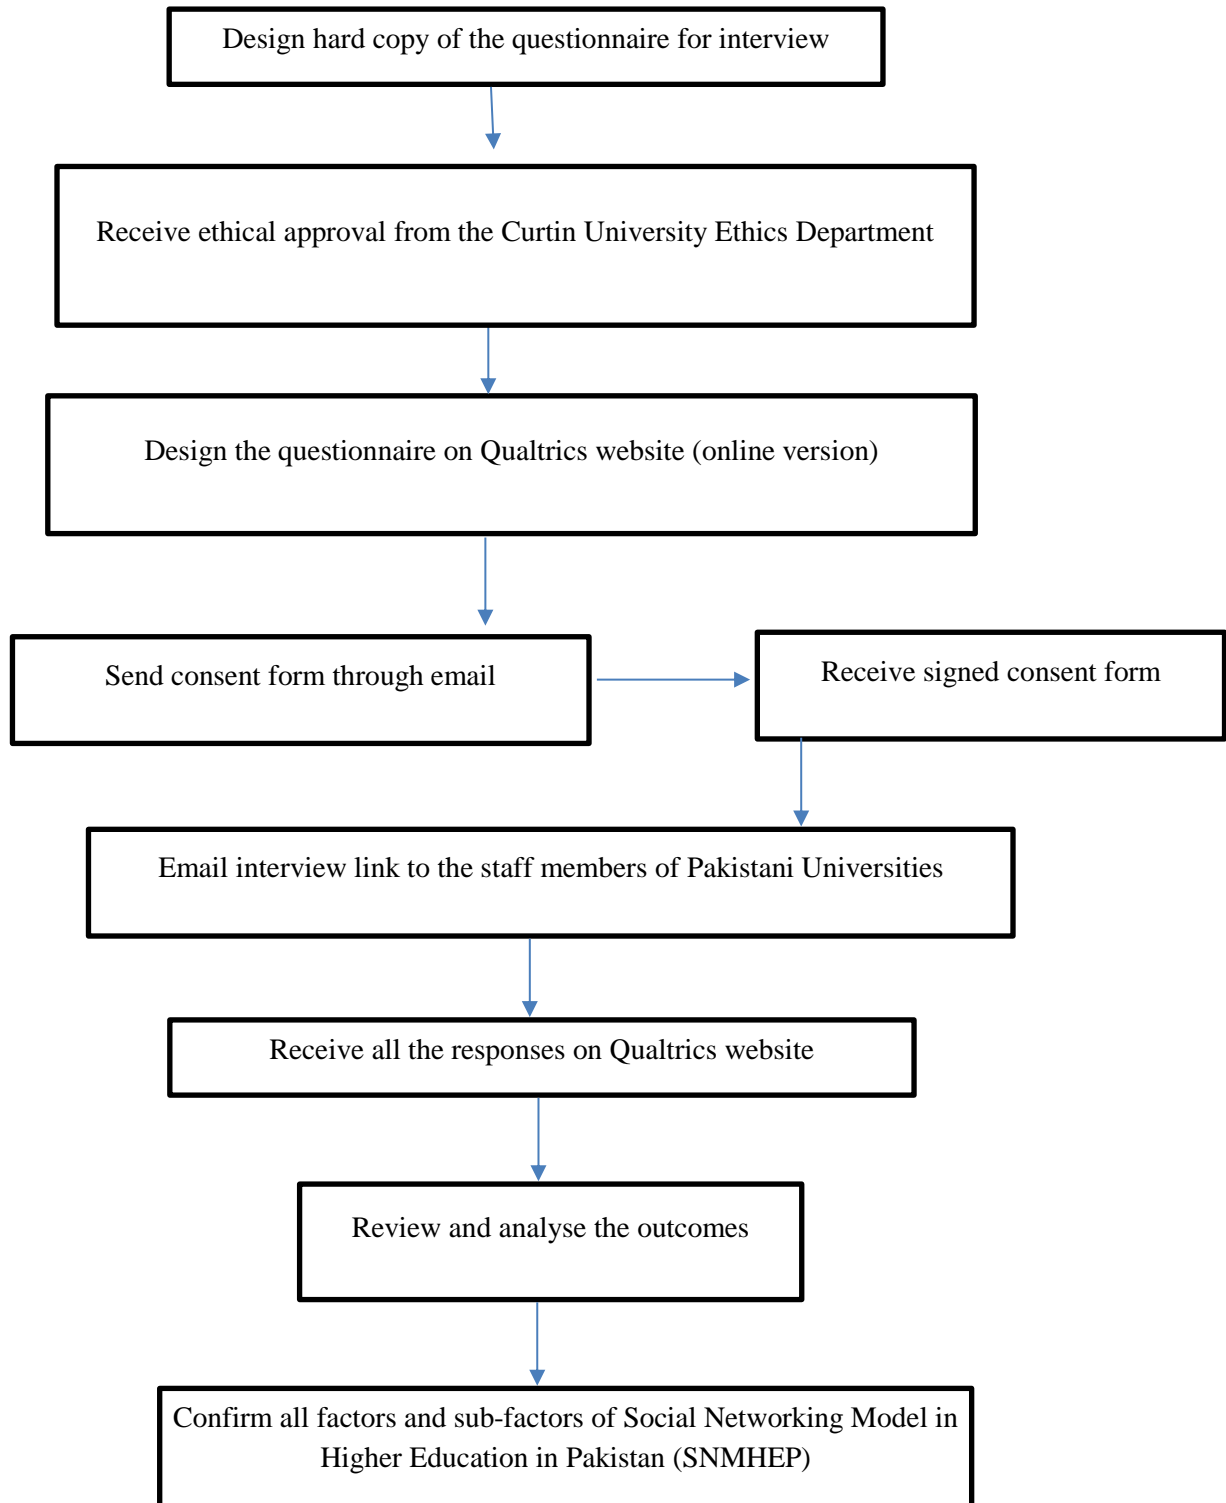 Design hard copy of the questionnaire for interview
Receive ethical approval from the Curtin University Ethics Department
Design the questionnaire on Qualtrics website (online version)
Send consent form through email
Receive signed consent form
Email interview link to the staff members of Pakistani Universities
Receive all the responses on Qualtrics website
Review and analyse the outcomes
Confirm all factors and sub-factors of Social Networking Model in
Higher Education in Pakistan (SNMHEP)